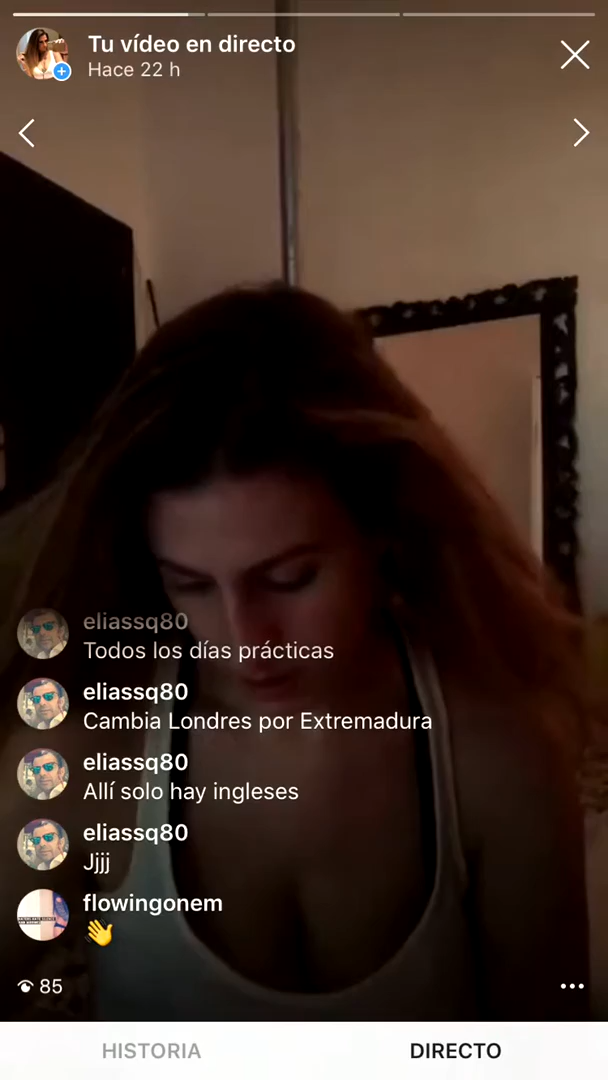 Tu vídeo en directo
Hace 22 h
eliassq80
Todos los días prácticas
eliassq80
Cambia Londres por Extremadura
eliassq80
Allí solo hay ingleses
eliassq80
Jjjj
flowingonem
👋
85
HISTORIA
DIRECTO